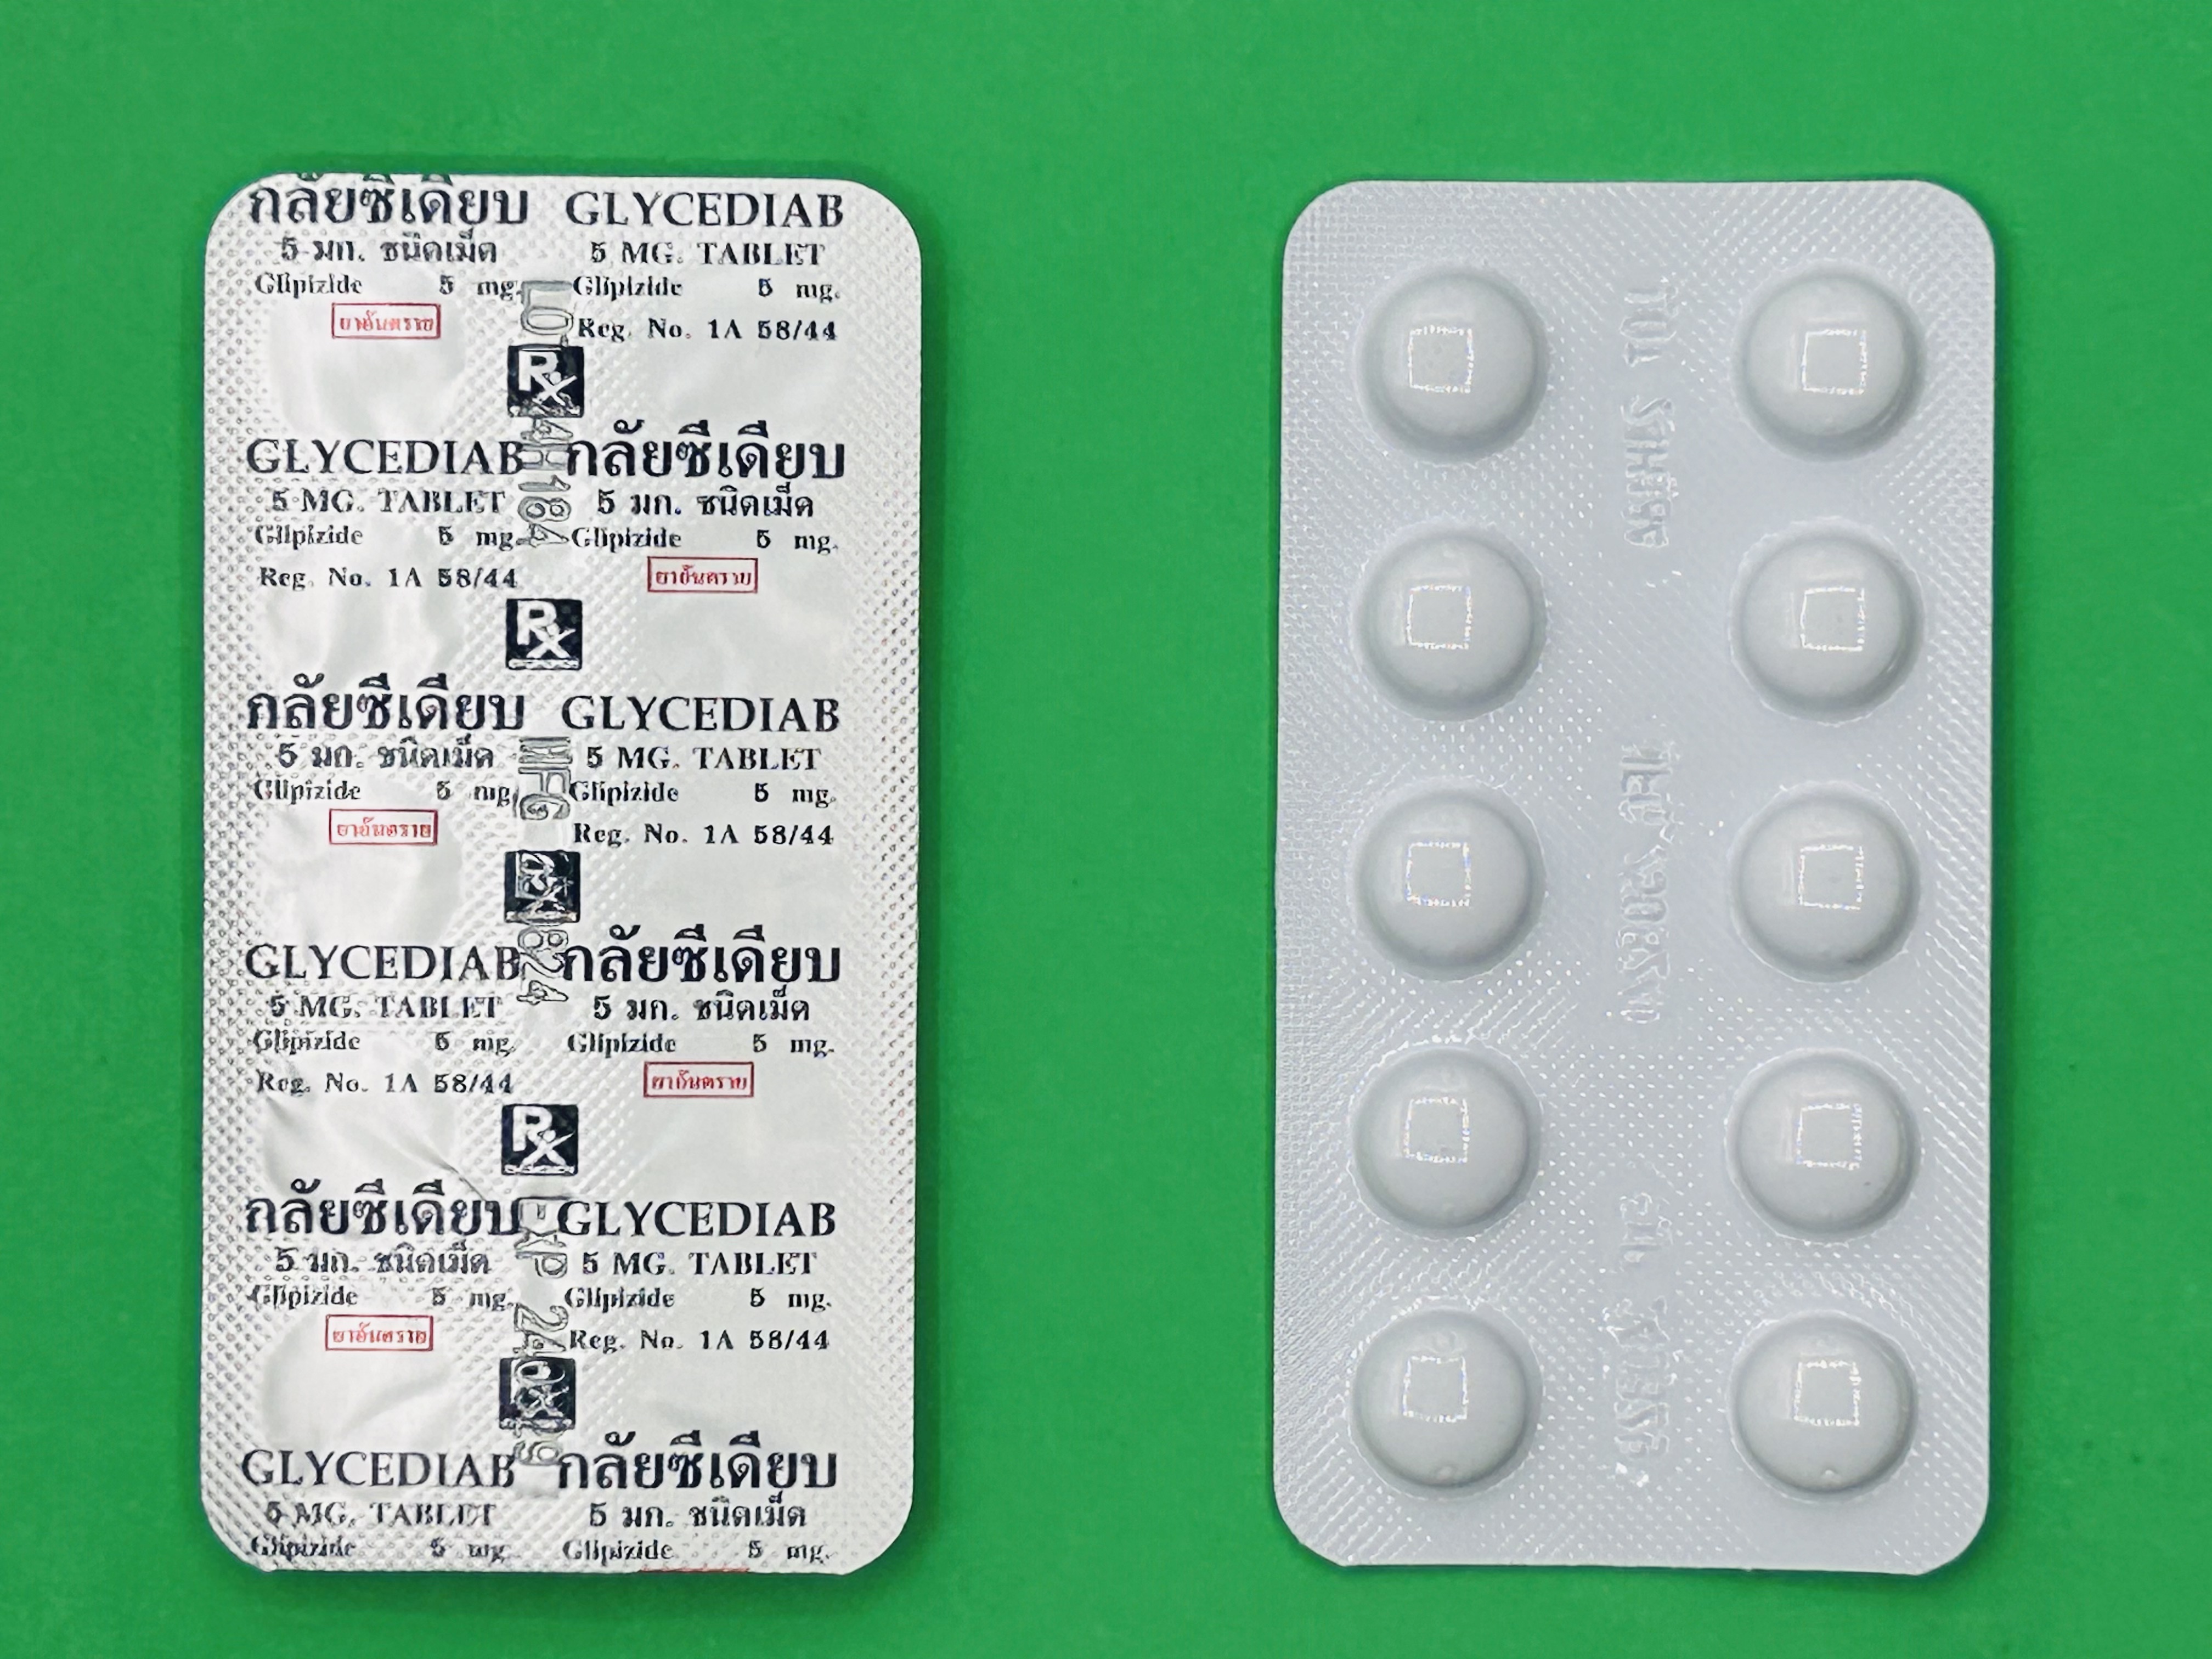 กลัยซีเดียบ GLYCEDIAB
5 มก. ชนิดเม็ด 5 MG. TABLET
Glipizide 5 mg. Glipizide 5 mg.
ยาอันตราย Reg. No. 1A 58/44
Rx
GLYCEDIAB กลัยซีเดียบ
5 MG. TABLET 5 มก. ชนิดเม็ด
Glipizide 5 mg. Glipizide 5 mg.
Reg. No. 1A 58/44 ยาอันตราย
Rx
กลัยซีเดียบ GLYCEDIAB
5 มก. ชนิดเม็ด 5 MG. TABLET
Glipizide 5 mg. Glipizide 5 mg.
ยาอันตราย Reg. No. 1A 58/44
Rx
GLYCEDIAB กลัยซีเดียบ
5 MG. TABLET 5 มก. ชนิดเม็ด
Glipizide 5 mg. Glipizide 5 mg.
Reg. No. 1A 58/44 ยาอันตราย
Rx
กลัยซีเดียบ GLYCEDIAB
5 มก. ชนิดเม็ด 5 MG. TABLET
Glipizide 5 mg. Glipizide 5 mg.
ยาอันตราย Reg. No. 1A 58/44
Rx
GLYCEDIAB กลัยซีเดียบ
5 MG. TABLET 5 มก. ชนิดเม็ด
Glipizide 5 mg. Glipizide 5 mg.
MFG
EXP